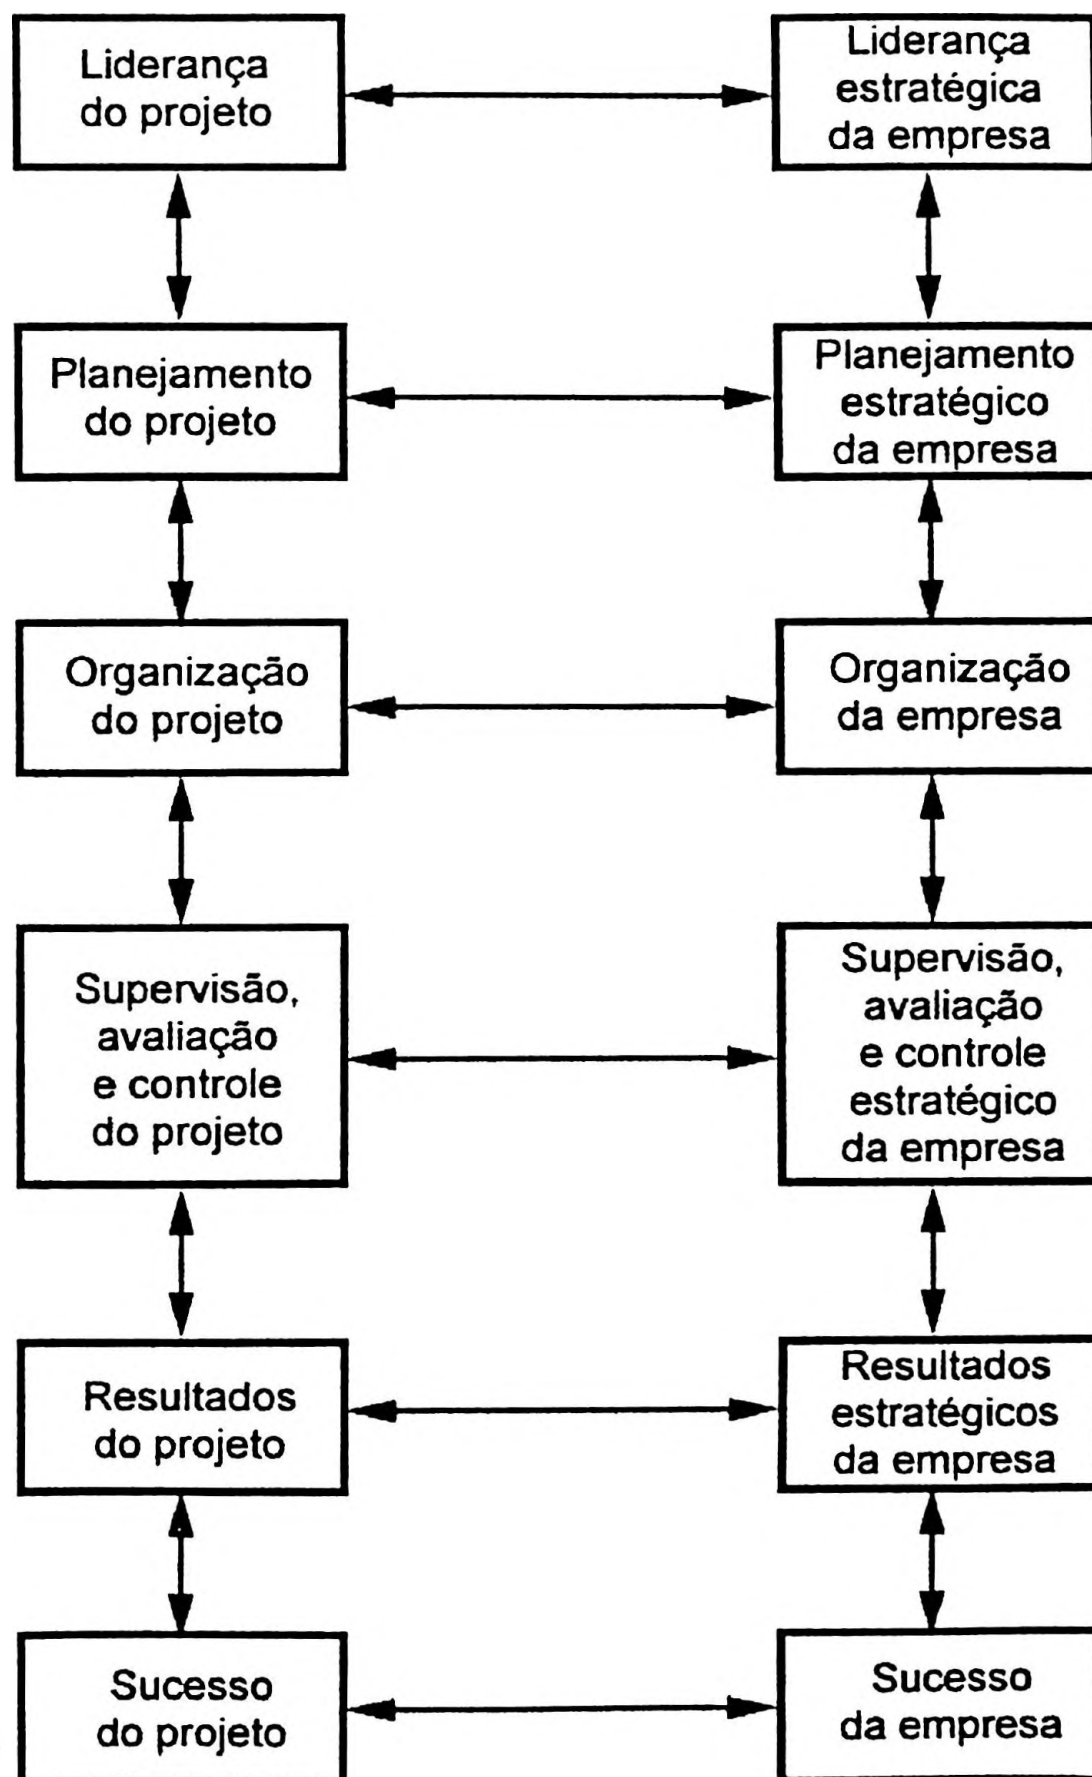 Liderança
do projeto
Liderança
estratégica
da empresa
Planejamento
do projeto
Planejamento
estratégico
da empresa
Organização
do projeto
Organização
da empresa
Supervisão,
avaliação
e controle
do projeto
Supervisão,
avaliação
e controle
estratégico
da empresa
Resultados
do projeto
Resultados
estratégicos
da empresa
Sucesso
do projeto
Sucesso
da empresa